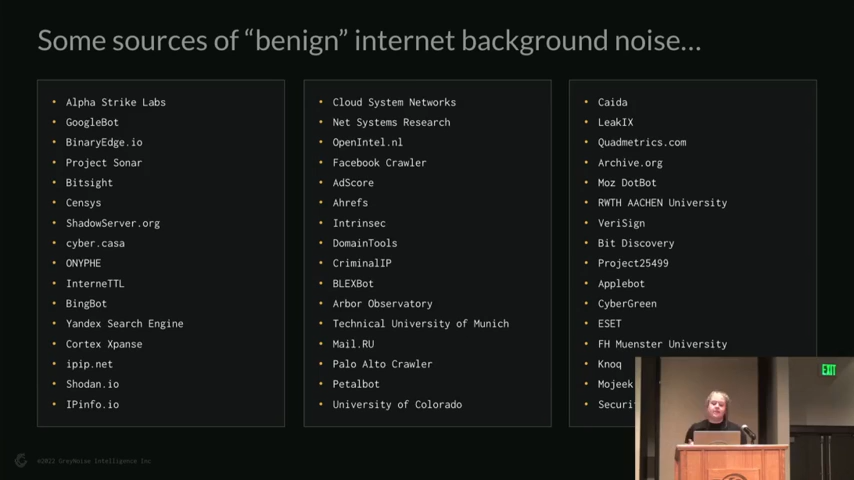 Some sources of “benign” internet background noise…
• Alpha Strike Labs
• GoogleBot
• BinaryEdge.io
• Project Sonar
• Bitsight
• Censys
• ShadowServer.org
• cyber.casa
• ONYPHE
• InterneTTL
• BingBot
• Yandex Search Engine
• Cortex Xpanse
• ipip.net
• Shodan.io
• IPinfo.io
• Cloud System Networks
• Net Systems Research
• OpenIntel.nl
• Facebook Crawler
• AdScore
• Ahrefs
• Intrinsec
• DomainTools
• CriminalIP
• BLEXBot
• Arbor Observatory
• Technical University of Munich
• Mail.RU
• Palo Alto Crawler
• Petalbot
• University of Colorado
• Caida
• LeakIX
• Quadmetrics.com
• Archive.org
• Moz DotBot
• RWTH AACHEN University
• VeriSign
• Bit Discovery
• Project25499
• Applebot
• CyberGreen
• ESET
• FH Muenster University
• Knoq
• Mojeek
• Securi
EXIT
©2022 GreyNoise Intelligence Inc